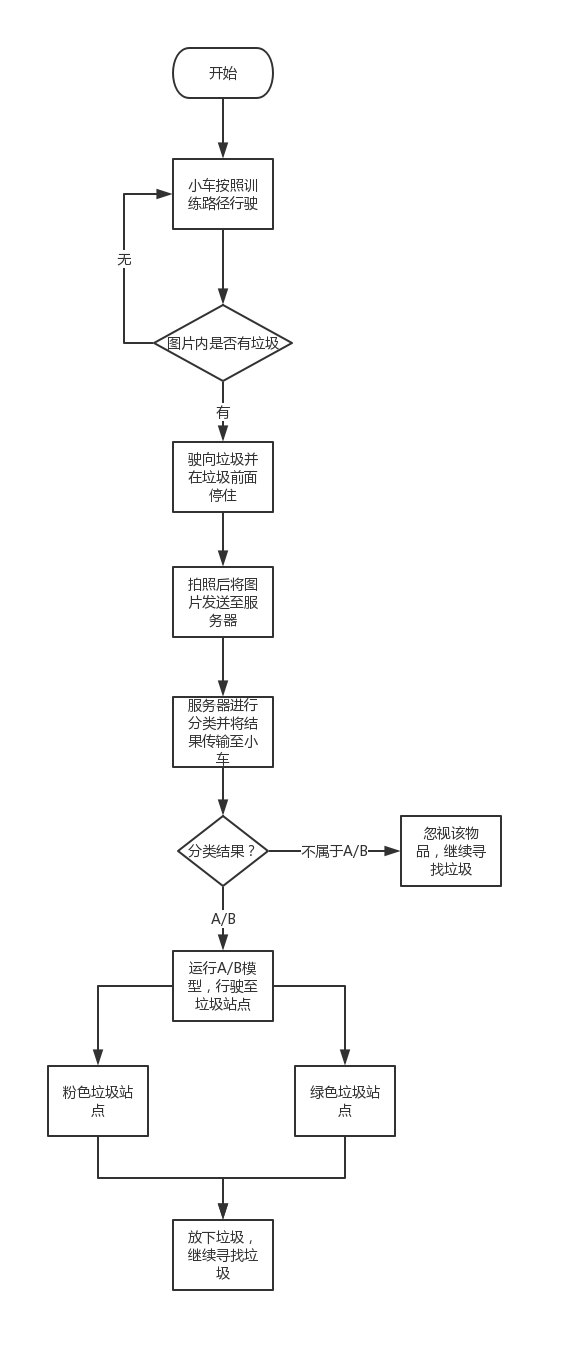 开始
小车按照训
练路径行驶
无
图片内是否有垃圾
有
驶向垃圾并
在垃圾前面
停住
拍照后将图
片发送至服
务器
服务器进行
分类并将结
果传输至小
车
分类结果？
不属于A/B
忽视该物
品，继续寻
找垃圾
A/B
运行A/B模
型，行驶至
垃圾站点
粉色垃圾站
点
绿色垃圾站
点
放下垃圾，
继续寻找垃
圾